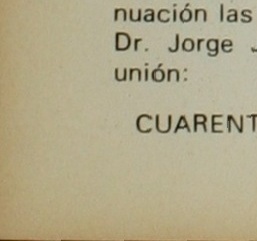 nuación las
Dr. Jorge
unión:
CUARENT